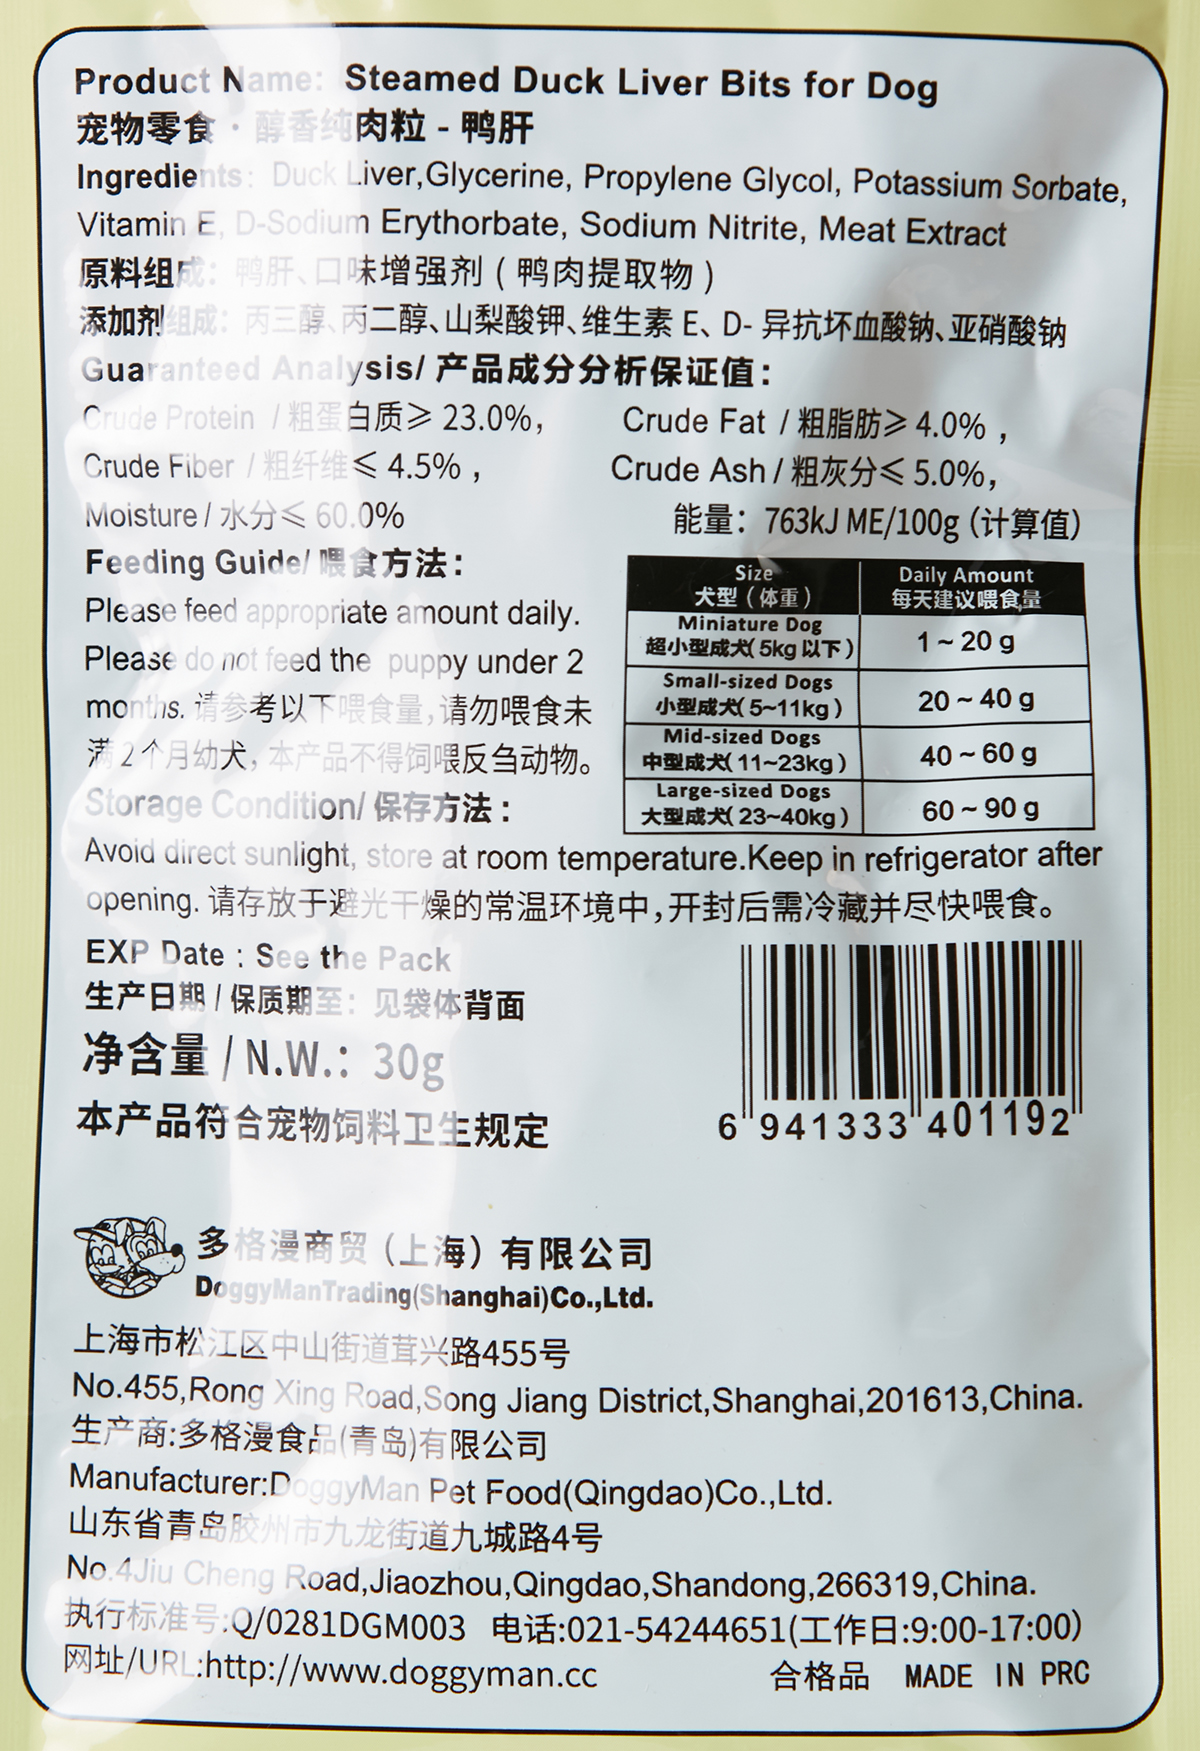 Product Name: Steamed Duck Liver Bits for Dog
宠物零食·醇香纯肉粒 - 鸭肝
Ingredients: Duck Liver,Glycerine, Propylene Glycol, Potassium Sorbate,
Vitamin E, D-Sodium Erythorbate, Sodium Nitrite, Meat Extract
原料组成：鸭肝、口味增强剂（鸭肉提取物）
添加剂组成：丙三醇、丙二醇、山梨酸钾、维生素 E、D- 异抗坏血酸钠、亚硝酸钠
Guaranteed Analysis/ 产品成分分析保证值：
Crude Protein / 粗蛋白质≥ 23.0%, Crude Fat / 粗脂肪≥ 4.0% ,
Crude Fiber / 粗纤维≤ 4.5% , Crude Ash / 粗灰分≤ 5.0%,
Moisture / 水分≤ 60.0% 能量：763kJ ME/100g（计算值）
Feeding Guide/ 喂食方法：
Please feed appropriate amount daily.
Please do not feed the puppy under 2
months. 请参考以下喂食量，请勿喂食未
满2个月幼犬，本产品不得饲喂反刍动物。
Size Daily Amount
犬型（体重） 每天建议喂食量
Miniature Dog
超小型成犬(5kg 以下) 1 ~ 20 g
Small-sized Dogs
小型成犬(5~11kg) 20 ~ 40 g
Mid-sized Dogs
中型成犬(11~23kg) 40 ~ 60 g
Large-sized Dogs
大型成犬(23~40kg) 60 ~ 90 g
Storage Condition/ 保存方法：
Avoid direct sunlight, store at room temperature.Keep in refrigerator after
opening. 请存放于避光干燥的常温环境中，开封后需冷藏并尽快喂食。
EXP Date : See the Pack
生产日期 / 保质期至：见袋体背面
净含量 / N.W.: 30g
本产品符合宠物饲料卫生规定
6 941333 401192
多格漫商贸（上海）有限公司
DoggyManTrading(Shanghai)Co.,Ltd.
上海市松江区中山街道茸兴路455号
No.455,Rong Xing Road,Song Jiang District,Shanghai,201613,China.
生产商:多格漫食品(青岛)有限公司
Manufacturer:DoggyMan Pet Food(Qingdao)Co.,Ltd.
山东省青岛胶州市九龙街道九城路4号
No.4Jiu Cheng Road,Jiaozhou,Qingdao,Shandong,266319,China.
执行标准号:Q/0281DGM003 电话:021-54244651(工作日:9:00-17:00)
网址/URL:http://www.doggyman.cc 合格品 MADE IN PRC